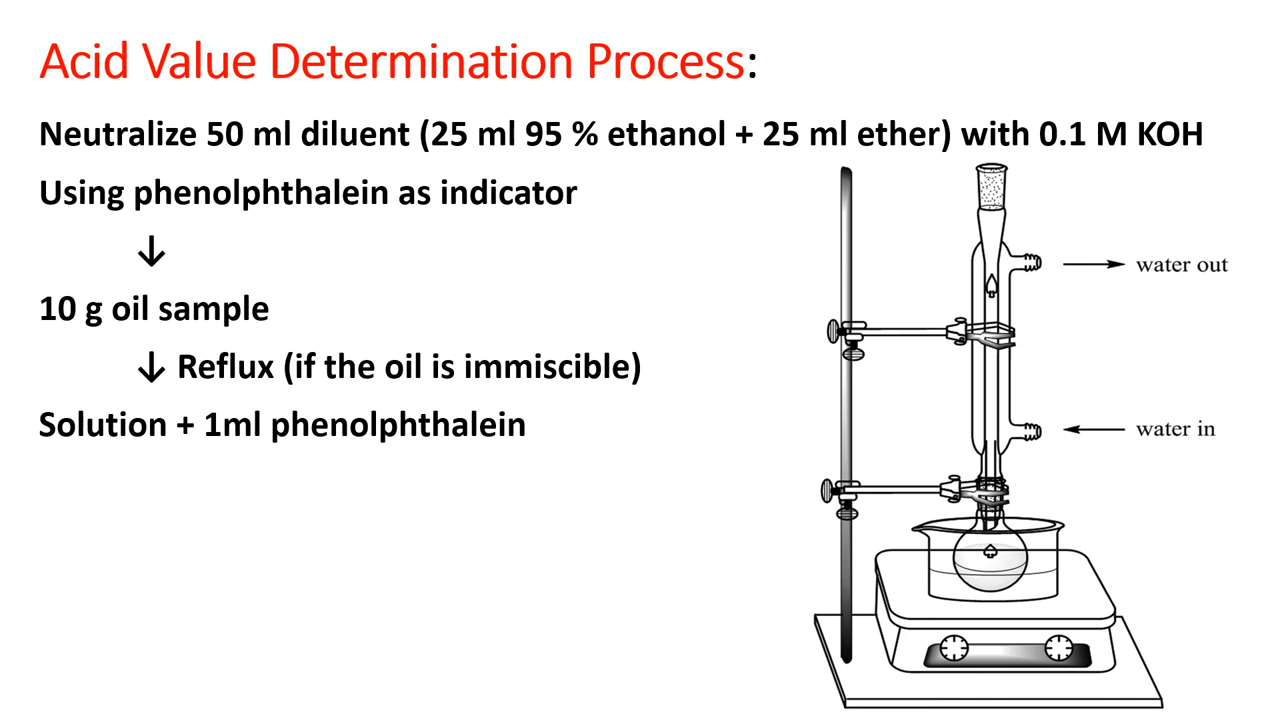 Acid Value Determination Process:
Neutralize 50 ml diluent (25 ml 95 % ethanol + 25 ml ether) with 0.1 M KOH
Using phenolphthalein as indicator
↓
water out
10 g oil sample
↓ Reflux (if the oil is immiscible)
Solution + 1ml phenolphthalein
water in